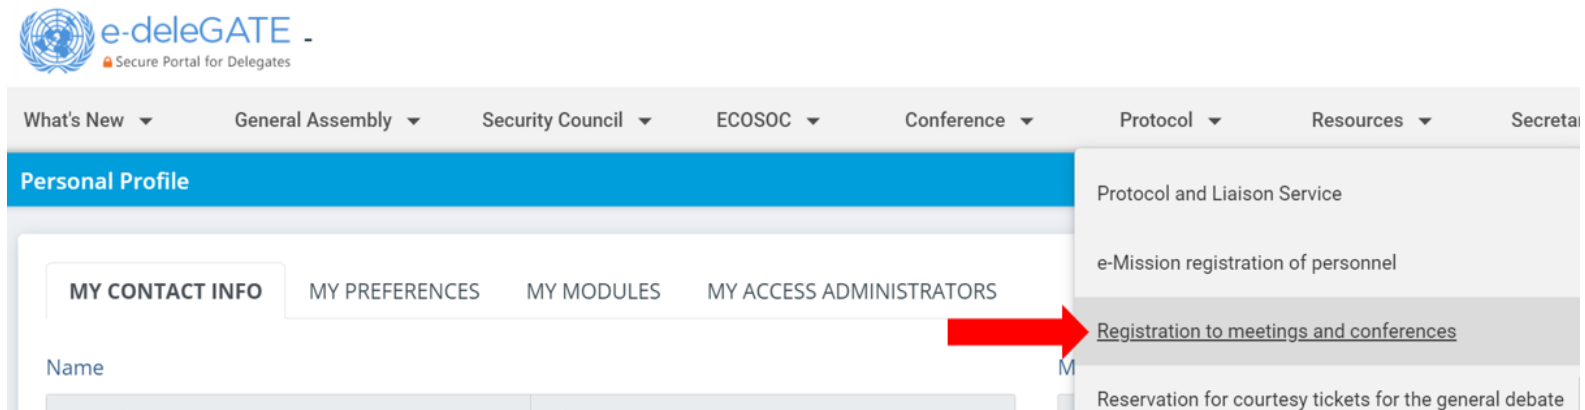 e-deleGATE -
Secure Portal for Delegates
What's New General Assembly Security Council ECOSOC Conference Protocol Resources
Personal Profile
Protocol and Liaison Service
e-Mission registration of personnel
MY CONTACT INFO MY PREFERENCES MY MODULES MY ACCESS ADMINISTRATORS
Registration to meetings and conferences
Name
Reservation for courtesy tickets for the general debate